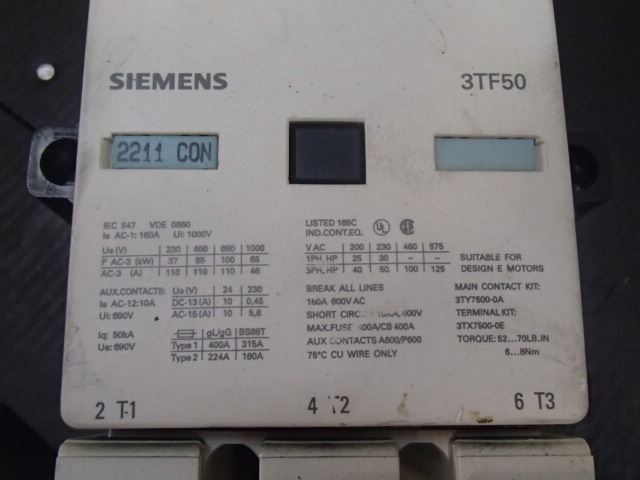 SIEMENS 3TF50
2211 CON
IEC 947 VDE 0660
Ie AC-1: 160A Ui: 1000V
Ue (V) 230 400 690 1000
P AC-3 (kW) 37 55 100 65
AC-3 (A) 110 110 110 46
AUX.CONTACTS: Ue (V) 24 230
Ie AC-12:10A DC-13 (A) 10 0,45
Ui: 690V AC-15 (A) 10 5,6
Iq: 50kA gL/gG BS88T
Ue: 690V Type 1 400A 315A
Type 2 224A 160A
LISTED 165C
IND.CONT.EQ. UL
V AC 200 230 460 575
1PH, HP 25 30 – –
3PH, HP 40 50 100 125
BREAK ALL LINES
160A 600VAC
SHORT CIRCUIT 10KA, 600V
MAX.FUSE 400A/CB 400A
AUX CONTACTS A600/P600
75°C CU WIRE ONLY
SUITABLE FOR
DESIGN E MOTORS
MAIN CONTACT KIT:
3TY7500-0A
TERMINAL KIT:
3TX7500-0E
TORQUE: 52...70LB.IN
6...8Nm
2 T1 4 T2 6 T3